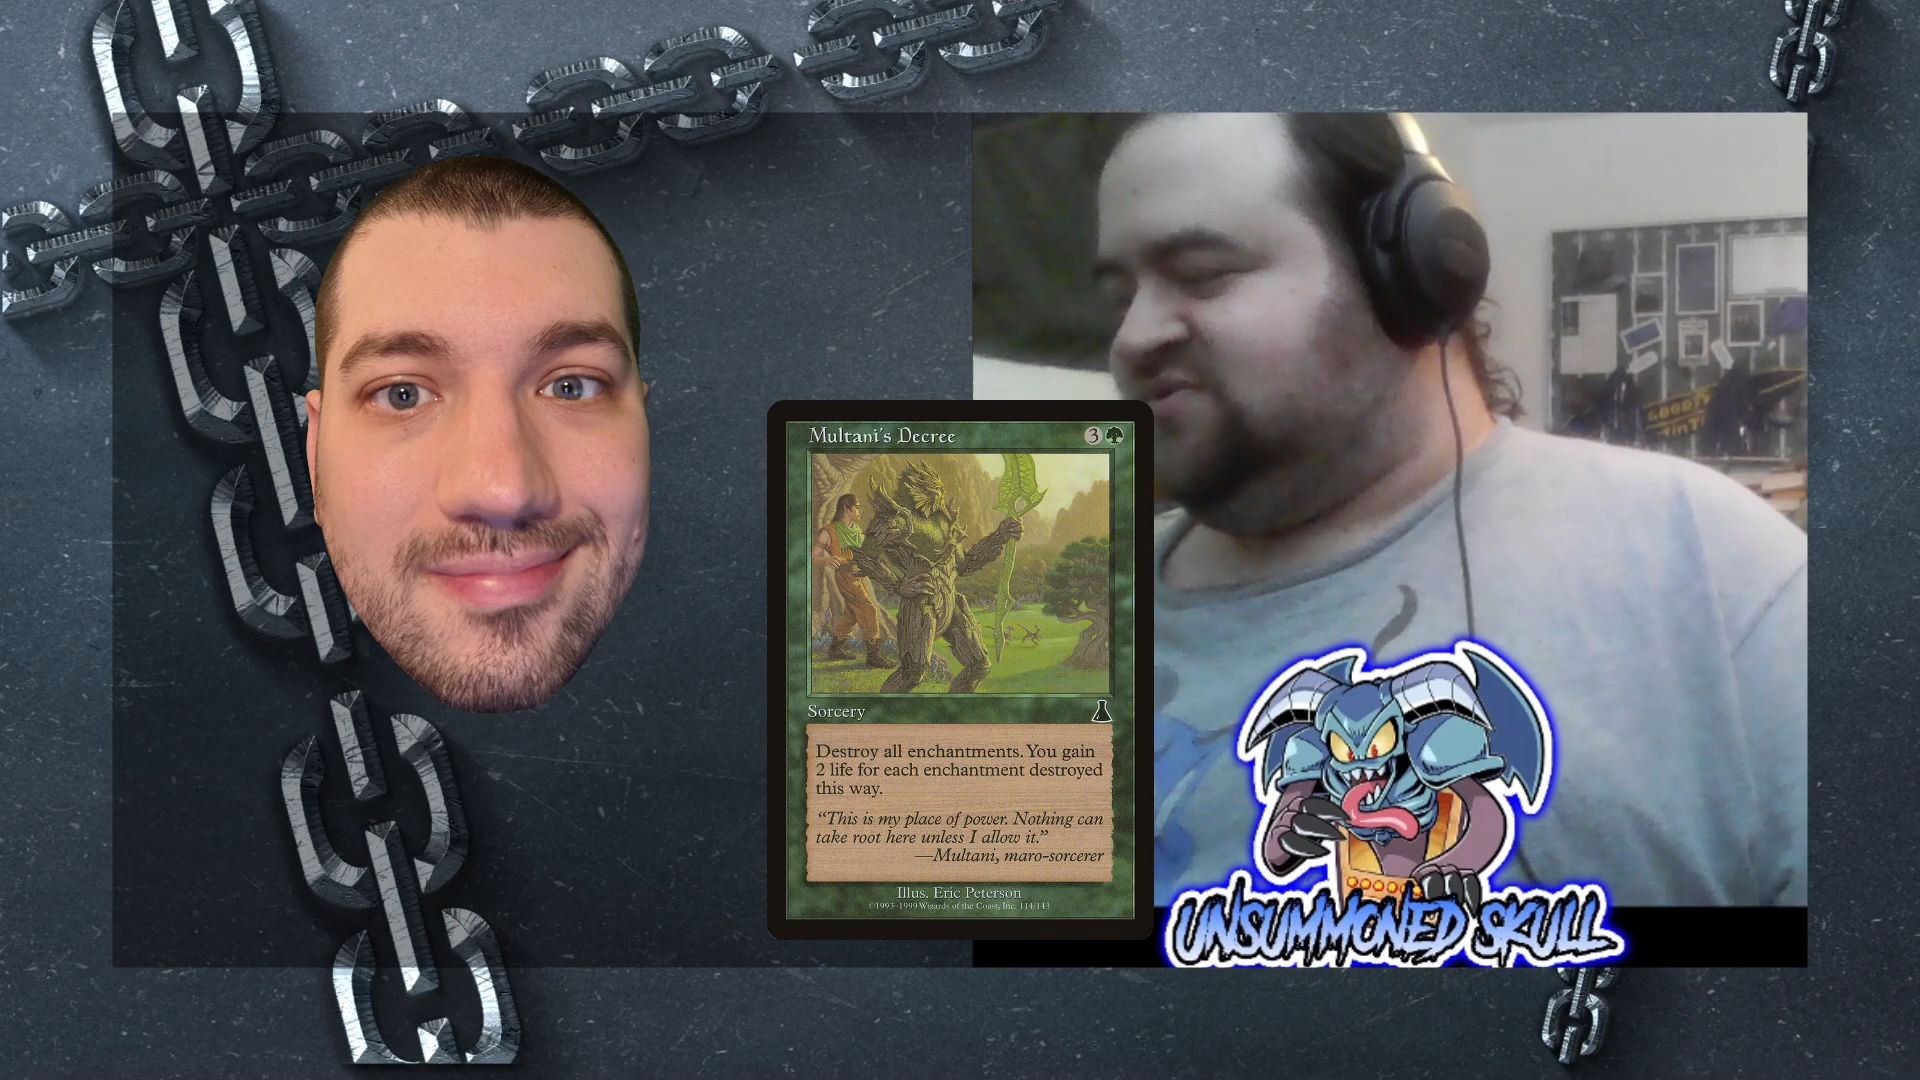 Multani's Decree
3
Sorcery
Destroy all enchantments. You gain
2 life for each enchantment destroyed
this way.
"This is my place of power. Nothing can
take root here unless I allow it."
—Multani, maro-sorcerer
Illus. Eric Peterson
©1993–1999 Wizards of the Coast, Inc. 114/143
UNSUMMONED SKULL